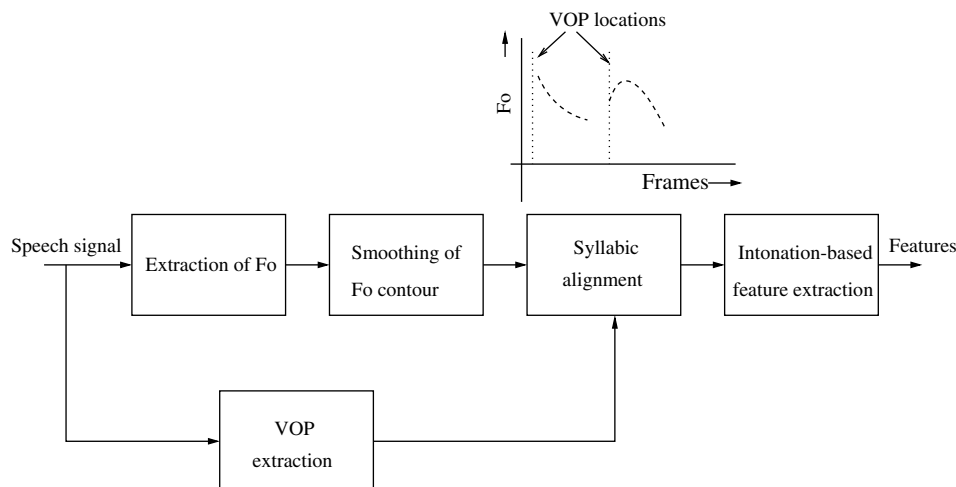 VOP locations
Fo
Frames
Speech signal
Extraction of Fo
Smoothing of
Fo contour
Syllabic
alignment
Intonation-based
feature extraction
Features
VOP
extraction